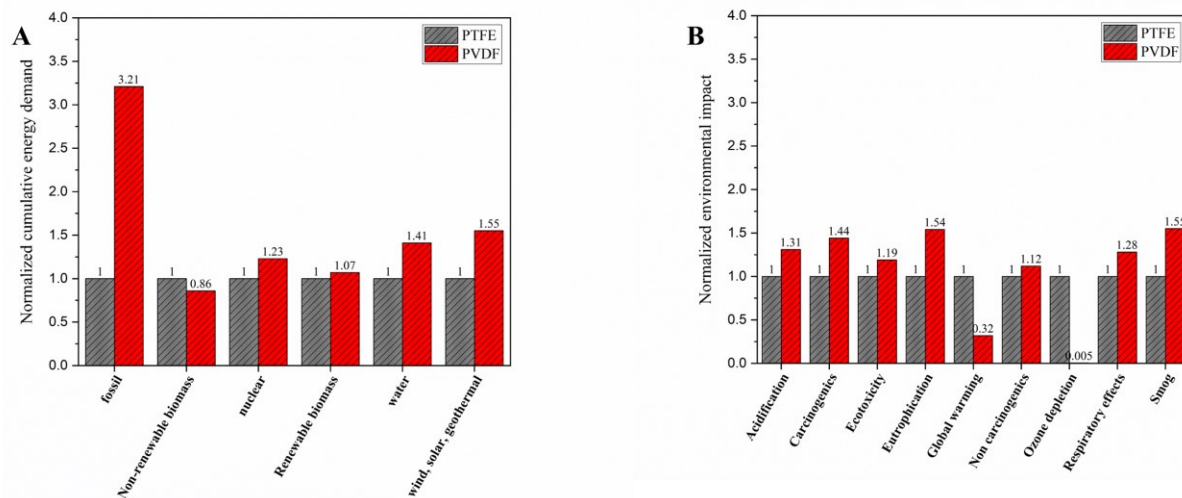 A
Normalized cumulative energy demand
4.0
3.5
3.0
2.5
2.0
1.5
1.0
0.5
0.0
PTFE
PVDF
1
3.21
1
0.86
1
1.23
1
1.07
1
1.41
1
1.55
fossil
Non-renewable biomass
nuclear
Renewable biomass
water
wind, solar, geothermal
B
Normalized environmental impact
4.0
3.5
3.0
2.5
2.0
1.5
1.0
0.5
0.0
PTFE
PVDF
1
1.31
1
1.44
1
1.19
1
1.54
1
0.32
1
1.12
1
0.005
1
1.28
1
1.55
Acidification
Carcinogenics
Ecotoxicity
Eutrophication
Global warming
Non carcinogenics
Ozone depletion
Respiratory effects
Smog